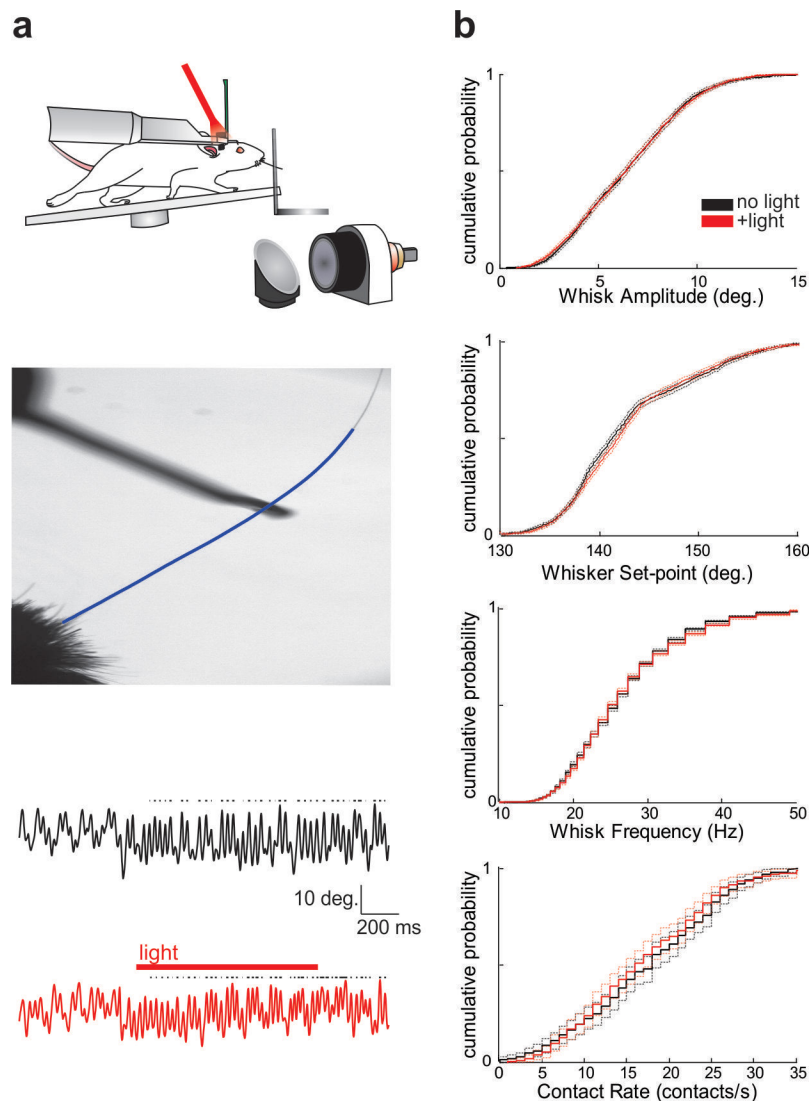 a
10 deg.
200 ms
light
b
cumulative probability
1
0
5
10
15
Whisk Amplitude (deg.)
no light
+light
cumulative probability
1
0
130
140
150
160
Whisker Set-point (deg.)
cumulative probability
1
0
10
20
30
40
50
Whisk Frequency (Hz)
cumulative probability
1
0
0
5
10
15
20
25
30
35
Contact Rate (contacts/s)